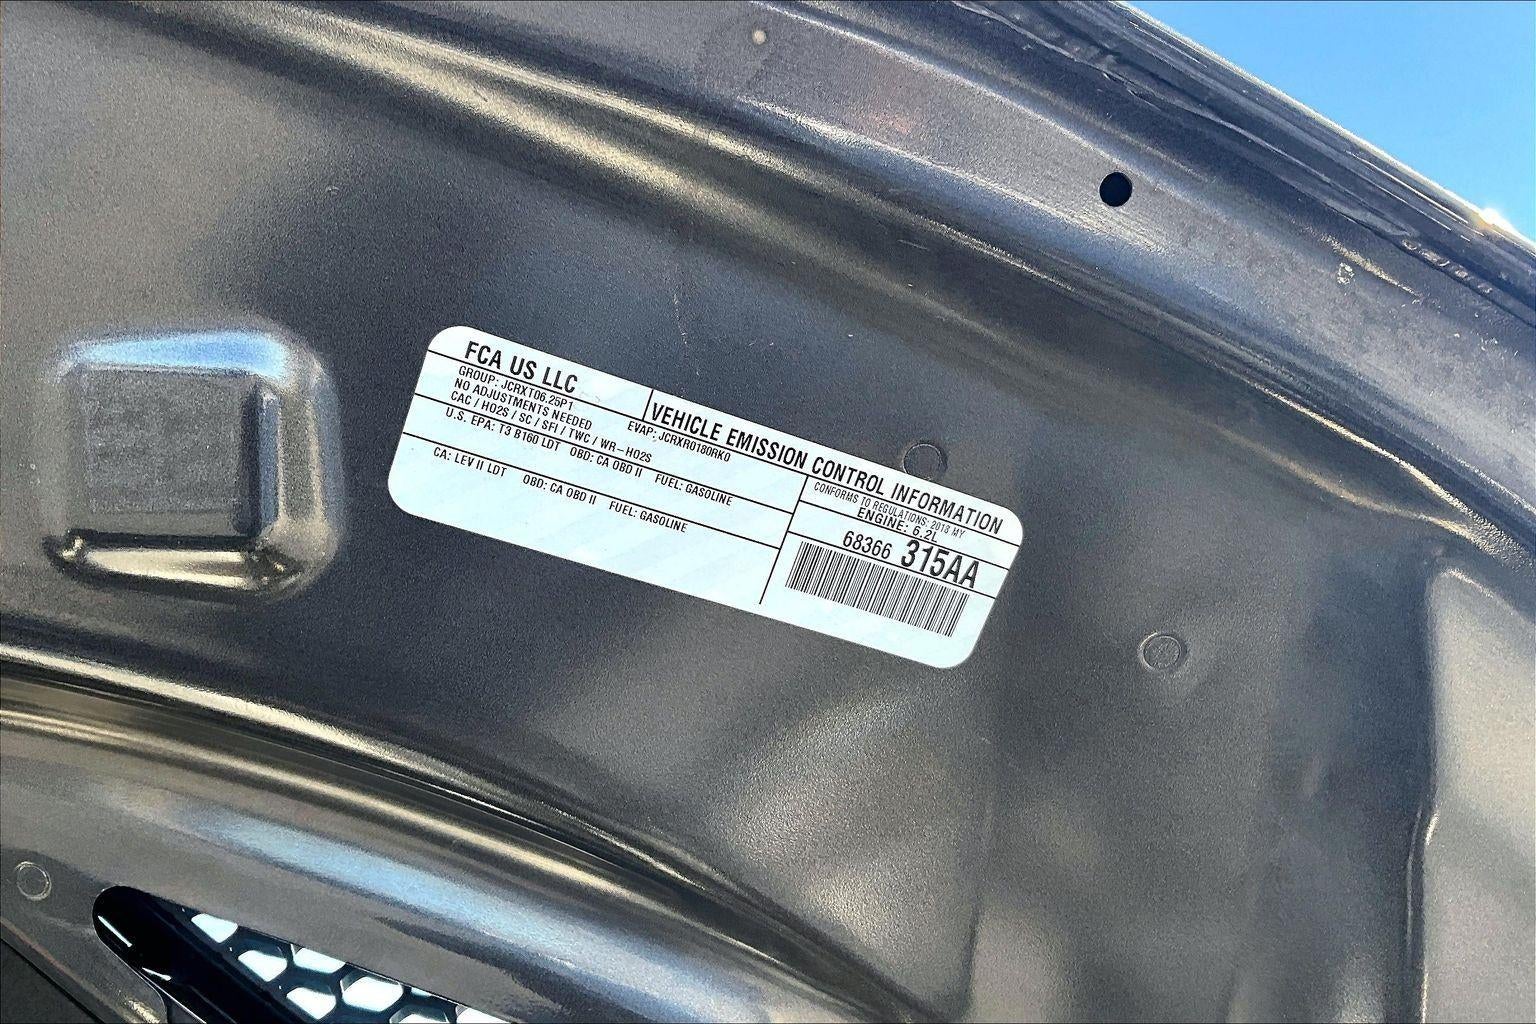 FCA US LLC
VEHICLE EMISSION CONTROL INFORMATION
GROUP: JCRXT06.25P1 EVAP: JCRXR0180RK0
NO ADJUSTMENTS NEEDED
CAC / HO2S / SC / SFI / TWC / WR-HO2S
U.S. EPA: T3 B160 LDT OBD: CA OBD II FUEL: GASOLINE
CA: LEV II LDT OBD: CA OBD II FUEL: GASOLINE
CONFORMS TO REGULATIONS: 2018 MY
ENGINE: 6.2L
68366 315AA